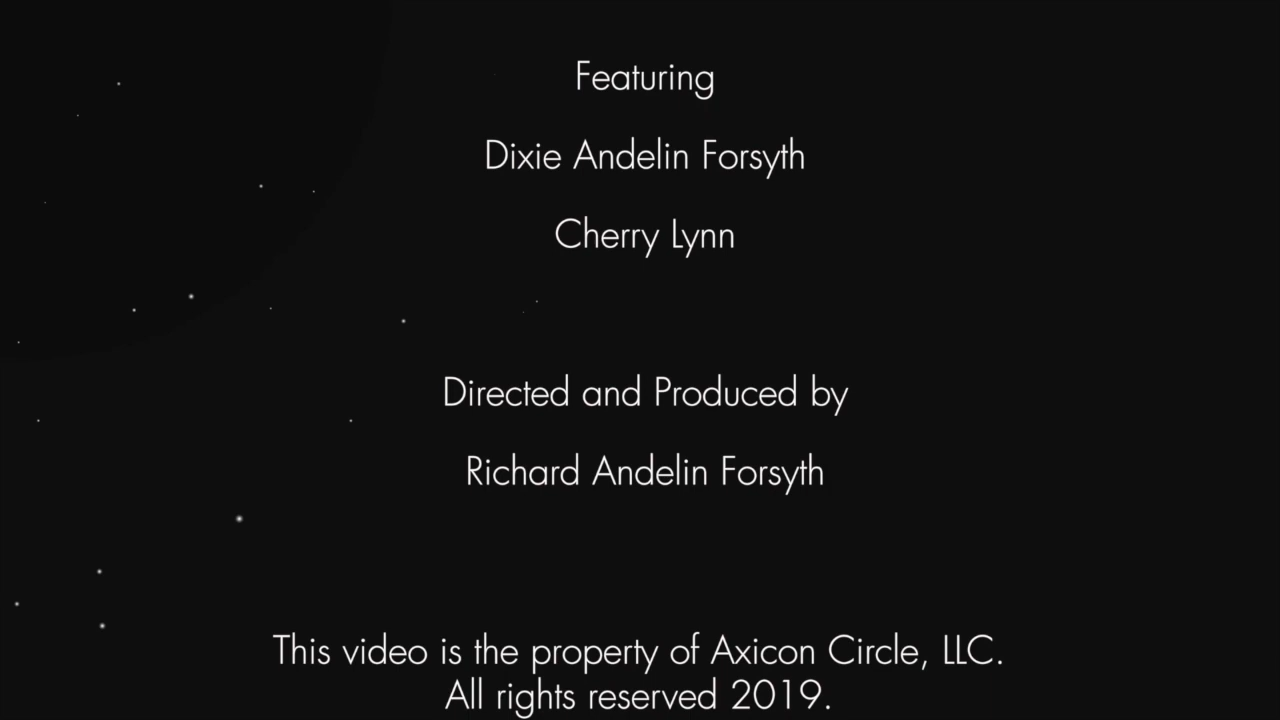 Featuring
Dixie Andelin Forsyth
Cherry Lynn
Directed and Produced by
Richard Andelin Forsyth
This video is the property of Axicon Circle, LLC.
All rights reserved 2019.